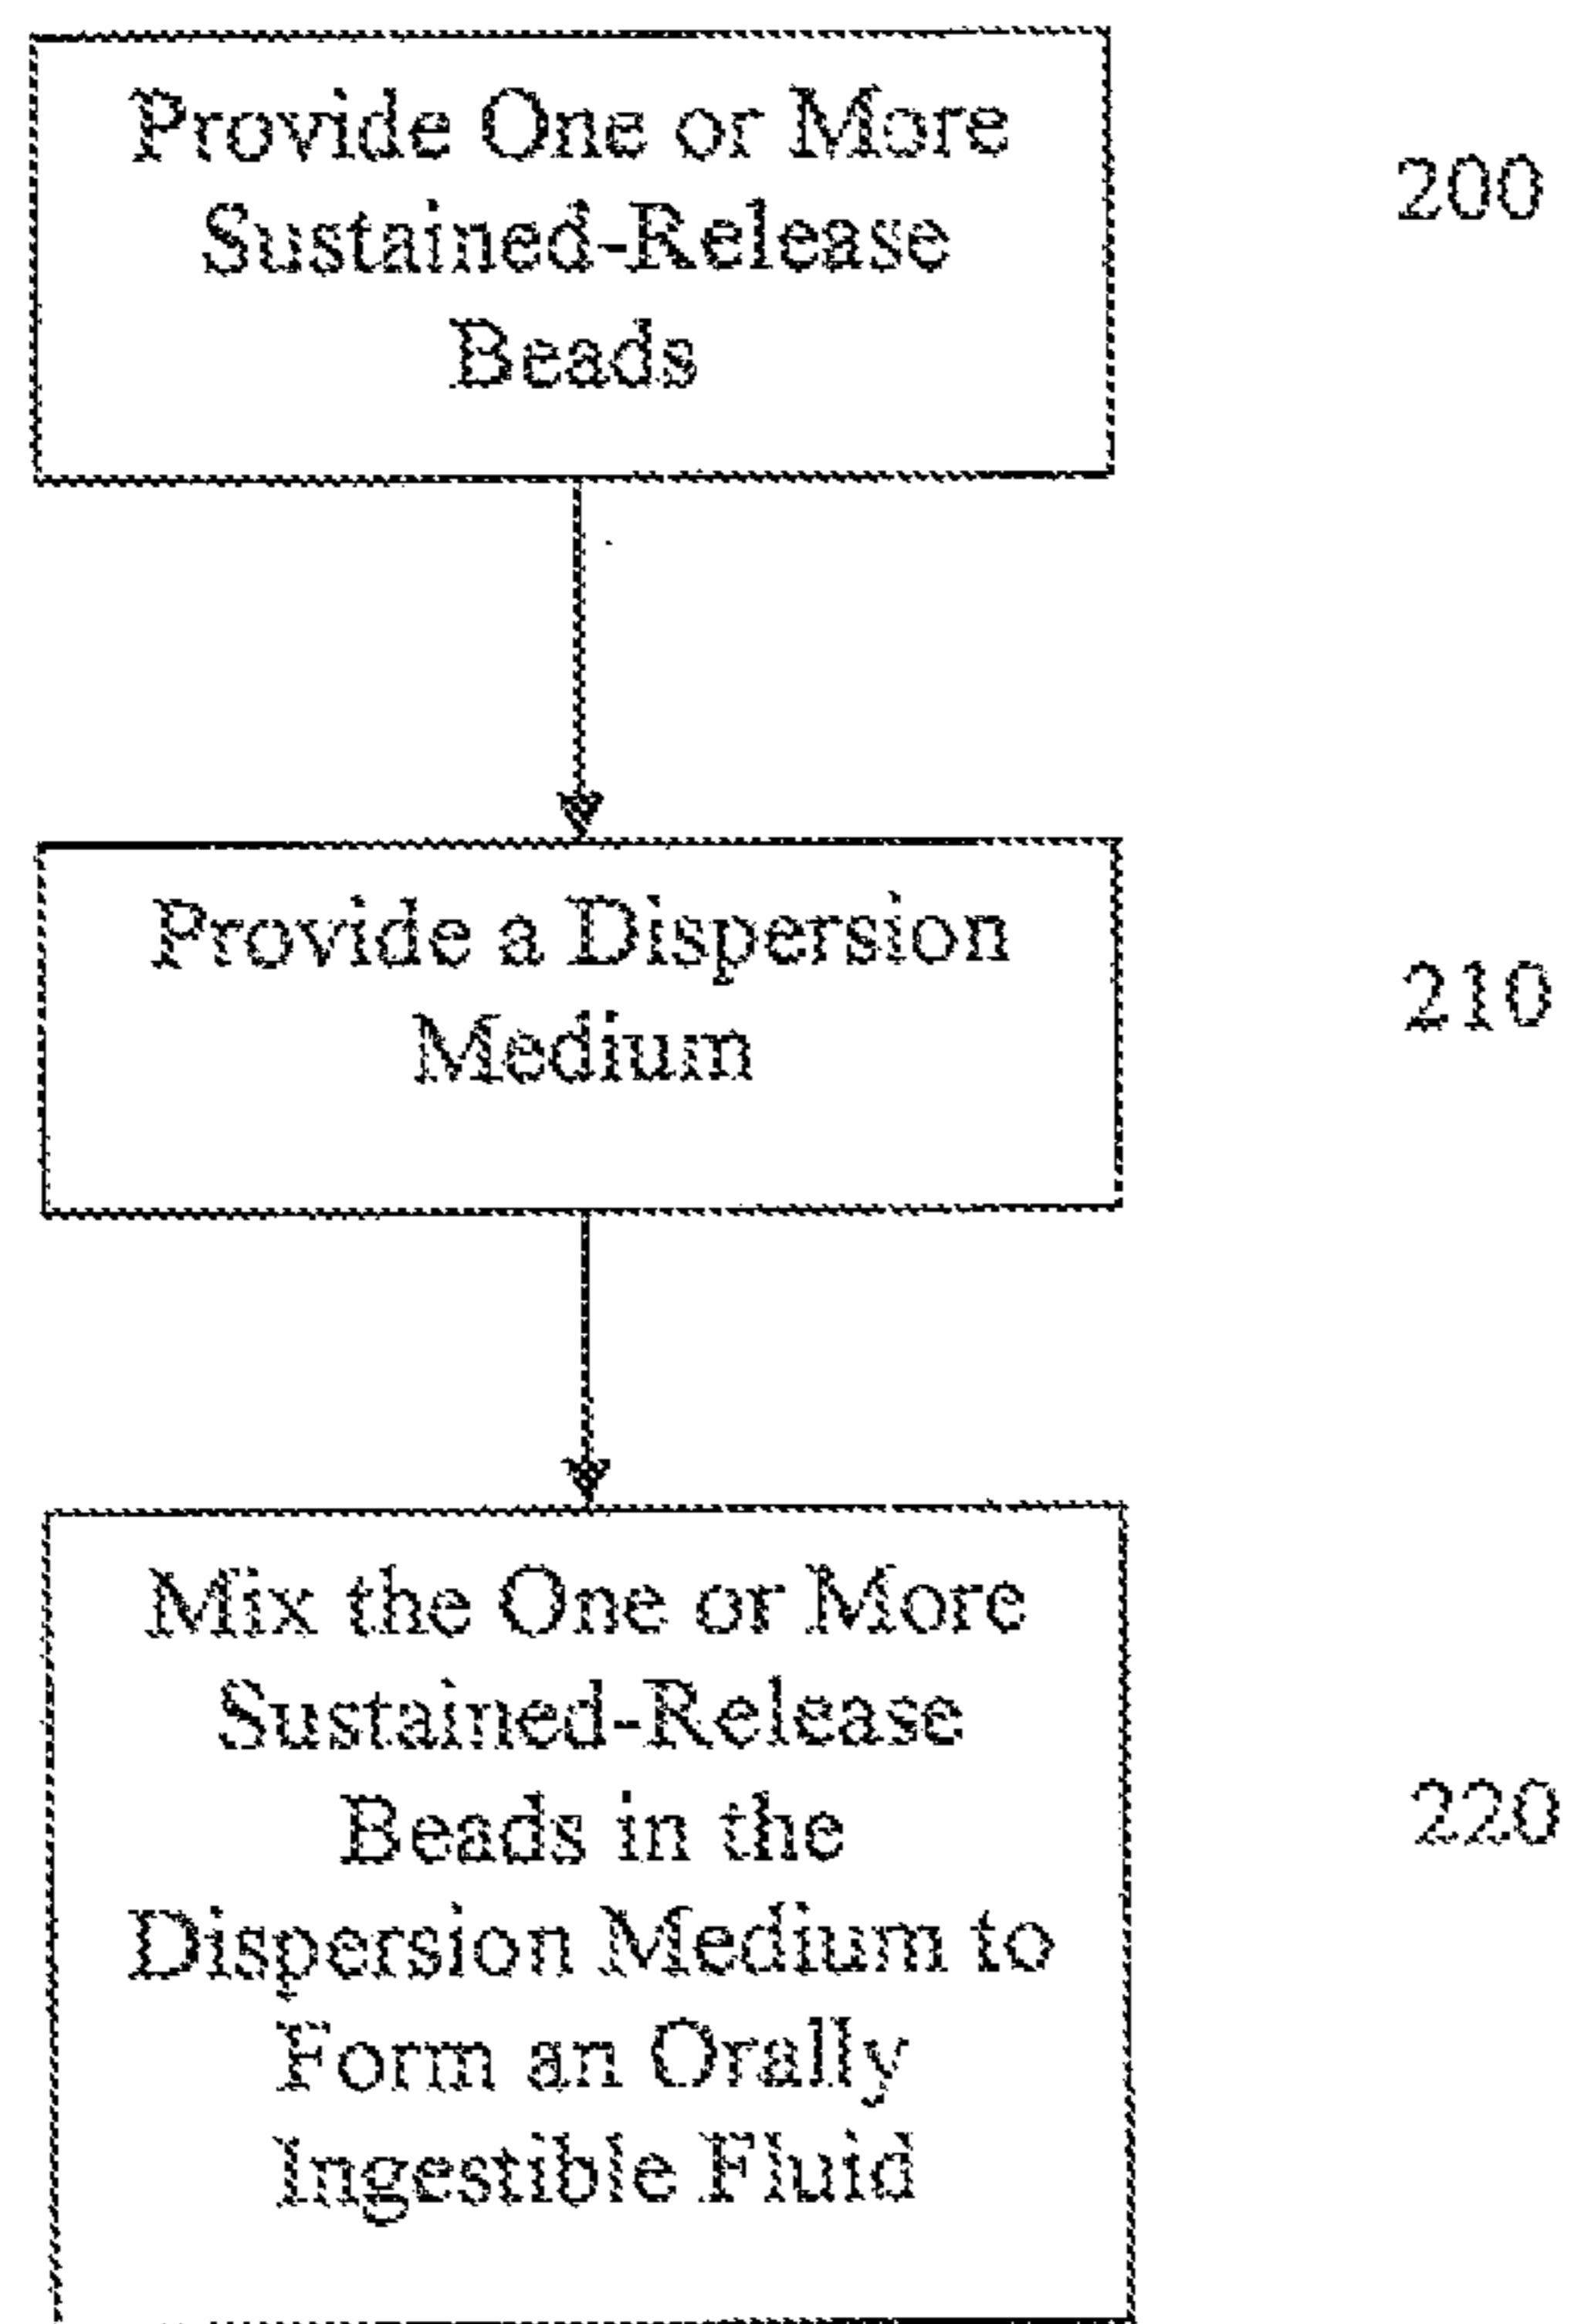 Provide One or More
Sustained-Release
Beads
200
Provide a Dispersion
Medium
210
Mix the One or More
Sustained-Release
Beads in the
Dispersion Medium to
Form an Orally
Ingestible Fluid
220